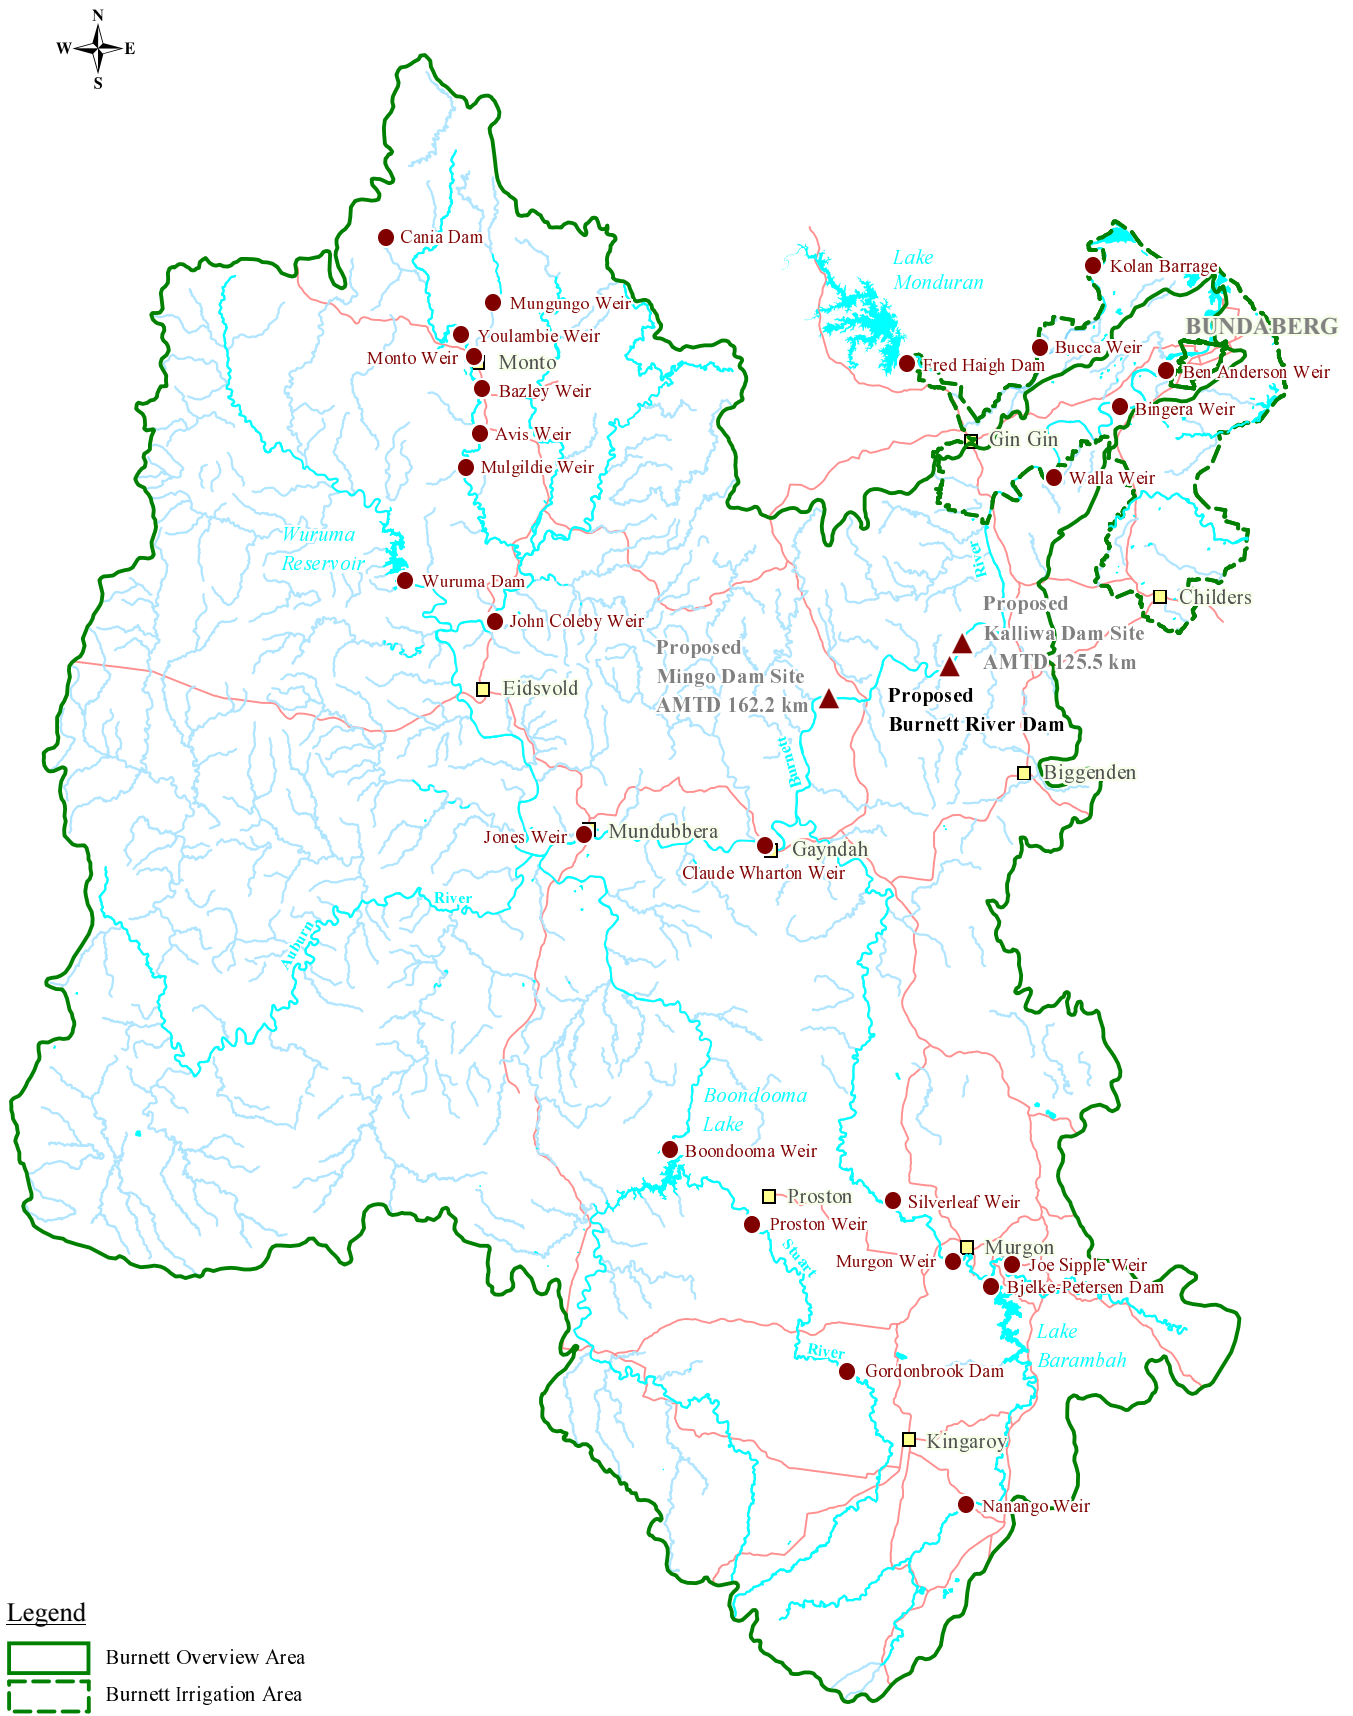 N
W E
S
Cania Dam
Mungungo Weir
Youlambie Weir
Monto Weir
Monto
Bazley Weir
Avis Weir
Mulgildie Weir
Lake
Monduran
Kolan Barrage
BUNDABERG
Bucca Weir
Fred Haigh Dam
Ben Anderson Weir
Bingera Weir
Gin Gin
Walla Weir
Wuruma
Reservoir
Wuruma Dam
River
Childers
John Coleby Weir
Proposed
Kalliwa Dam Site
AMTD 125.5 km
Proposed
Mingo Dam Site
AMTD 162.2 km
Eidsvold
Proposed
Burnett River Dam
Burnett
Biggenden
Jones Weir
Mundubbera
Gayndah
Claude Wharton Weir
River
Auburn
Boondooma
Lake
Boondooma Weir
Proston
Proston Weir
Silverleaf Weir
Stuart
Murgon
Murgon Weir
Joe Sipple Weir
Bjelke-Petersen Dam
Lake
Barambah
River
Gordonbrook Dam
Kingaroy
Nanango Weir
Legend
Burnett Overview Area
Burnett Irrigation Area